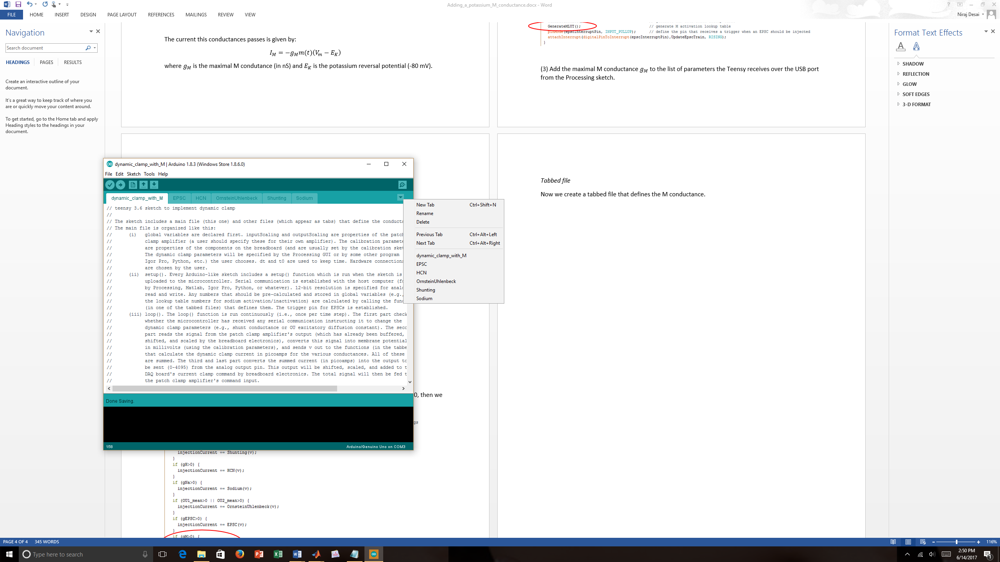 Adding_a_potassium_M_conductance.docx - Word
FILE HOME INSERT DESIGN PAGE LAYOUT REFERENCES MAILINGS REVIEW VIEW
Niraj Desai
Navigation
Search document
HEADINGS PAGES RESULTS
Create an interactive outline of your
document.
It's a great way to keep track of where you
are or quickly move your content around.
To get started, go to the Home tab and apply
Heading styles to the headings in your
document.
The current this conductances passes is given by:
I_M = −g_M m(t)(V_m − E_K)
where g_M is the maximal M condutance (in nS) and E_K is the potassium reversal potential (-80 mV).
GenerateMLUT(); // generate M activation lookup table
pinMode(epscInterruptPin, INPUT_PULLUP); // define the pin that receives a trigger when an EPSC should be injected
attachInterrupt(digitalPinToInterrupt(epscInterruptPin),UpdateEpscTrain, RISING);
}
(3) Add the maximal M conductance g_M to the list of parameters the Teensy receives over the USB port
from the Processing sketch.
Format Text Effects
SHADOW
REFLECTION
GLOW
SOFT EDGES
3-D FORMAT
dynamic_clamp_with_M | Arduino 1.8.3 (Windows Store 1.8.6.0)
File Edit Sketch Tools Help
dynamic_clamp_with_M EPSC HCN OrnsteinUhlenbeck Shunting Sodium
// teensy 3.6 sketch to implement dynamic clamp
//
// The sketch includes a main file (this one) and other files (which appear as tabs) that define the conducta
// The main file is organized like this:
// (i) global variables are declared first. inputScaling and outputScaling are properties of the patch
// clamp amplifier (a user should specify these for their own amplifier). The calibration paramete
// are properties of the components on the breadboard (and are usually set by the calibration sket
// The dynamic clamp parameters will be specified by the Processing GUI or by some other program
// Igor Pro, Python, etc.) the user chooses. dt and t0 are used to keep time. Hardware connections
// are chosen by the user.
// (ii) setup(). Every Arduino-like sketch includes a setup() function which is run when the sketch is
// uploaded to the microcontroller. Serial communication is established with the host computer (fo
// by Processing, Matlab, Igor Pro, Python, or whatever). 12-bit resolution is specified for analo
// read and write. Any numbers that should be pre-calculated and stored in global variables (e.g.,
// the lookup table numbers for sodium activation/inactivation) are calculated by calling the func
// (in one of the tabbed files) that defines them. The trigger pin for EPSCs is established.
// (iii) loop(). The loop() function is run continuously (i.e., once per time step). The first part check
// whether the microcontroller has received any serial communication instructing it to change the
// dynamic clamp parameters (e.g., shunt conductance or OU excitatory diffusion constant). The seco
// part reads the signal from the patch clamp amplifier's output (which has already been buffered,
// shifted, and scaled by the breadboard electronics), converts this signal into membrane potential
// in millivolts (using the calibration parameters), and sends v out to the functions (in the tabbe
// that calculate the dynamic clamp current in picoamps for the various conductances. All of these
// are summed. The third and last part converts the summed current (in picoamps) into the output to
// be sent (0-4095) from the analog output pin. This output will be shifted, scaled, and added to t
// DAQ board's current clamp command by breadboard electronics. The total signal will then be fed t
// the patch clamp amplifier's command input.
Done Saving.
158 Arduino/Genuino Uno on COM3
New Tab Ctrl+Shift+N
Rename
Delete
Previous Tab Ctrl+Alt+Left
Next Tab Ctrl+Alt+Right
dynamic_clamp_with_M
EPSC
HCN
OrnsteinUhlenbeck
Shunting
Sodium
Tabbed file
Now we create a tabbed file that defines the M conductance.
0, then we
gs
injectionCurrent += Shunting(v);
}
if (gH>0) {
injectionCurrent += HCN(v);
}
if (gNa>0) {
injectionCurrent += Sodium(v);
}
if (OU1_mean>0 || OU2_mean>0) {
injectionCurrent += OrnsteinUhlenbeck(v);
}
if (gEPSC>0) {
injectionCurrent += EPSC(v);
}
if (gM>0) {
PAGE 4 OF 4 345 WORDS
116%
Type here to search
2:50 PM
6/14/2017